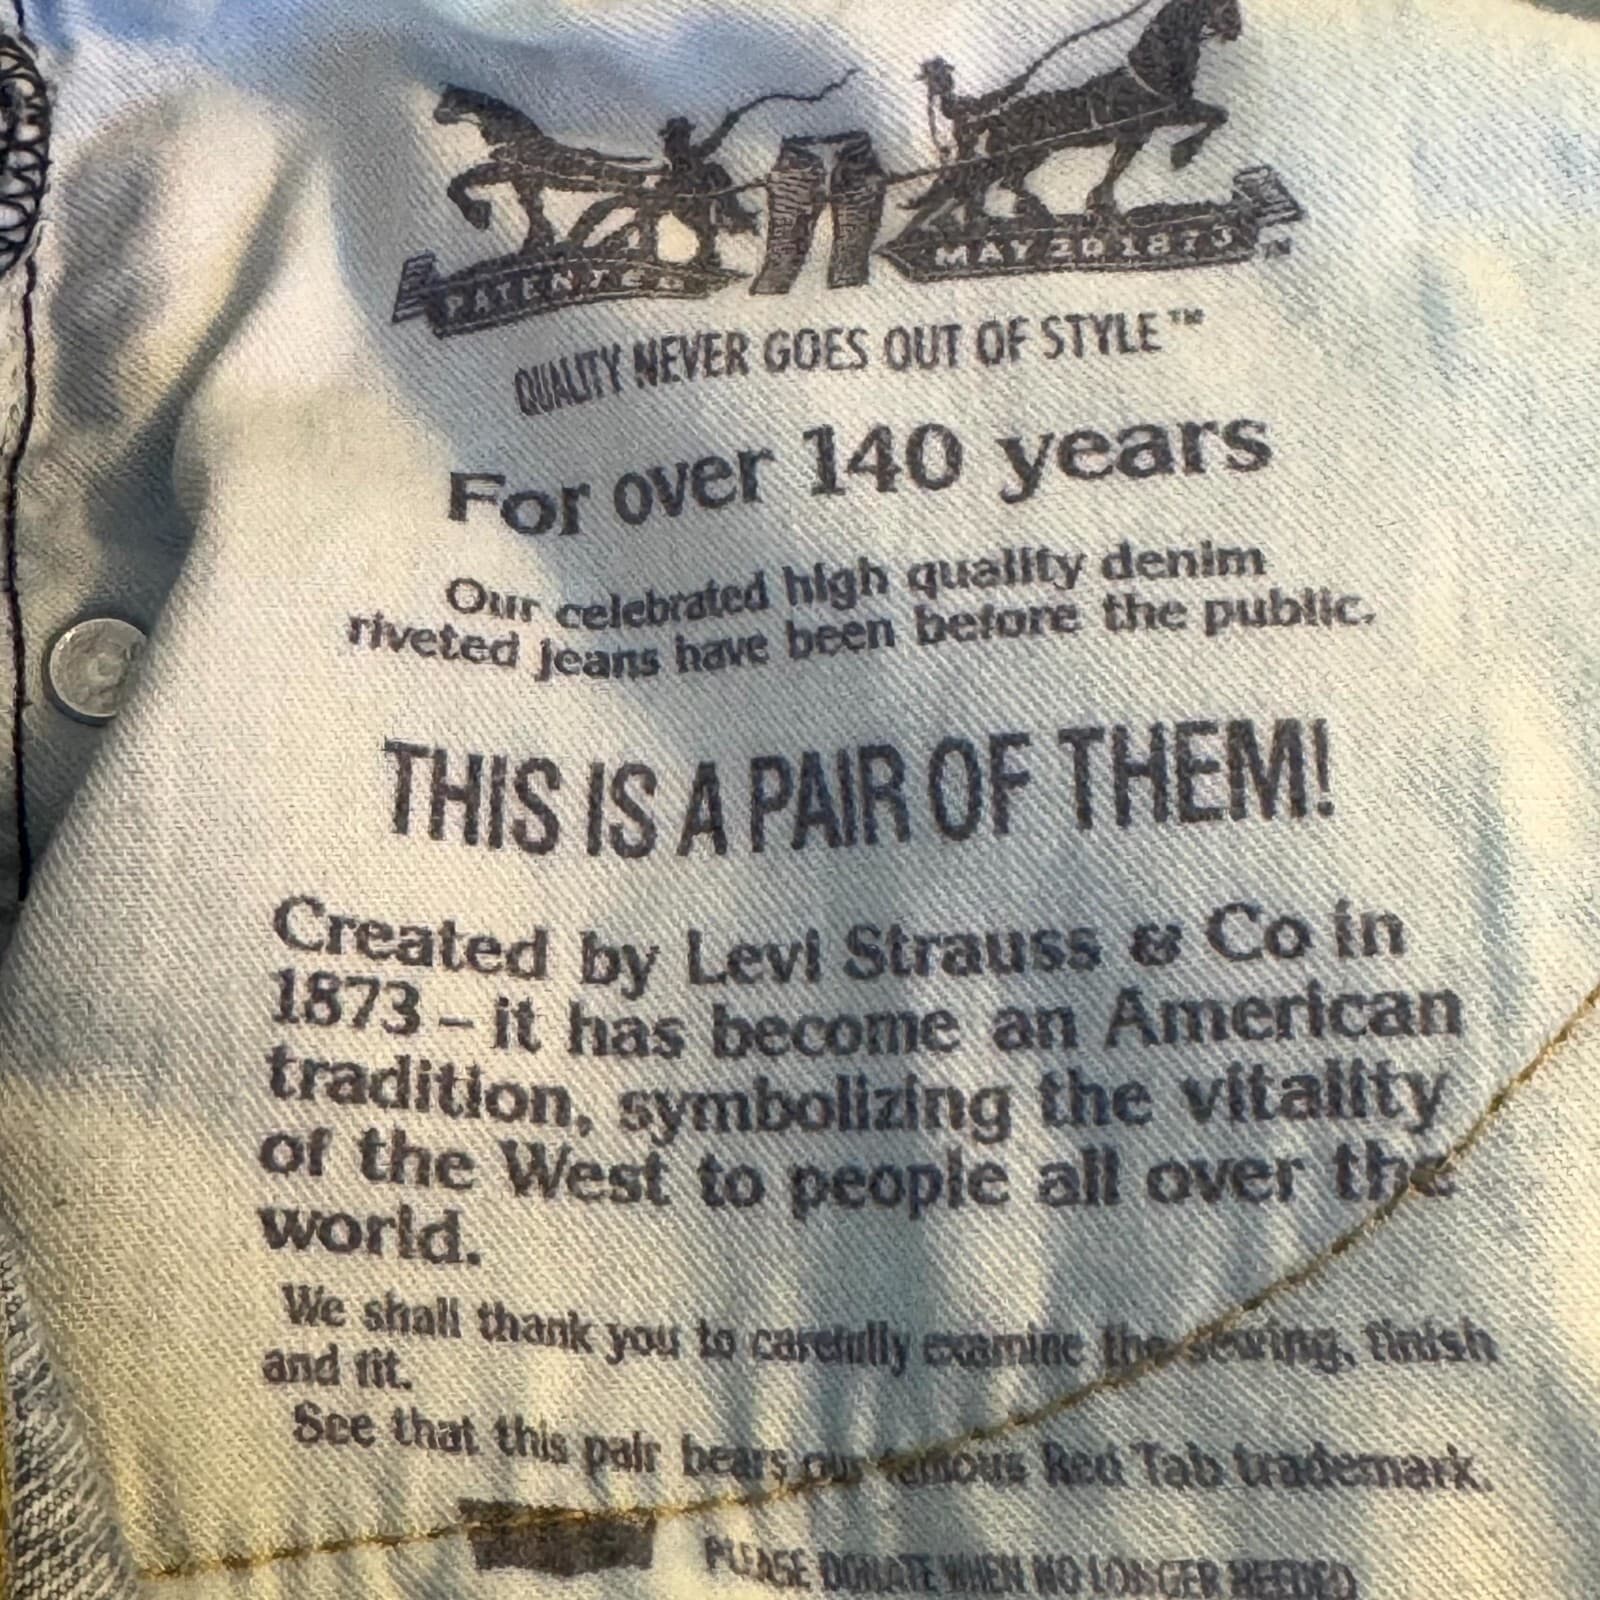 PATENTED
MAY 20 1873
QUALITY NEVER GOES OUT OF STYLE™
For over 140 years
Our celebrated high quality denim
riveted jeans have been before the public.
THIS IS A PAIR OF THEM!
Created by Levi Strauss & Co in
1873 – it has become an American
tradition, symbolizing the vitality
of the West to people all over the
world.
We shall thank you to carefully examine the sewing, finish
and fit.
See that this pair bears our famous Red Tab trademark.
PLEASE DONATE WHEN NO LONGER NEEDED